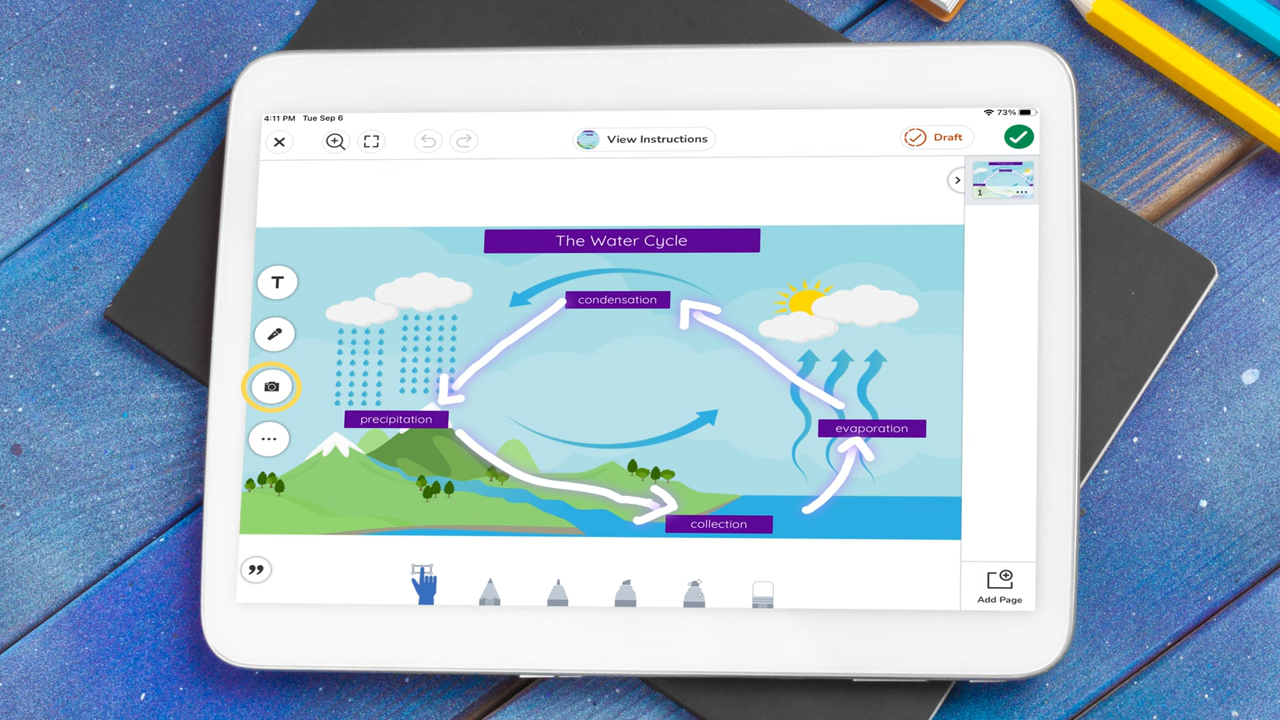 4:11 PM Tue Sep 6
73%
View Instructions
Draft
1
The Water Cycle
T
condensation
precipitation
evaporation
collection
Add Page